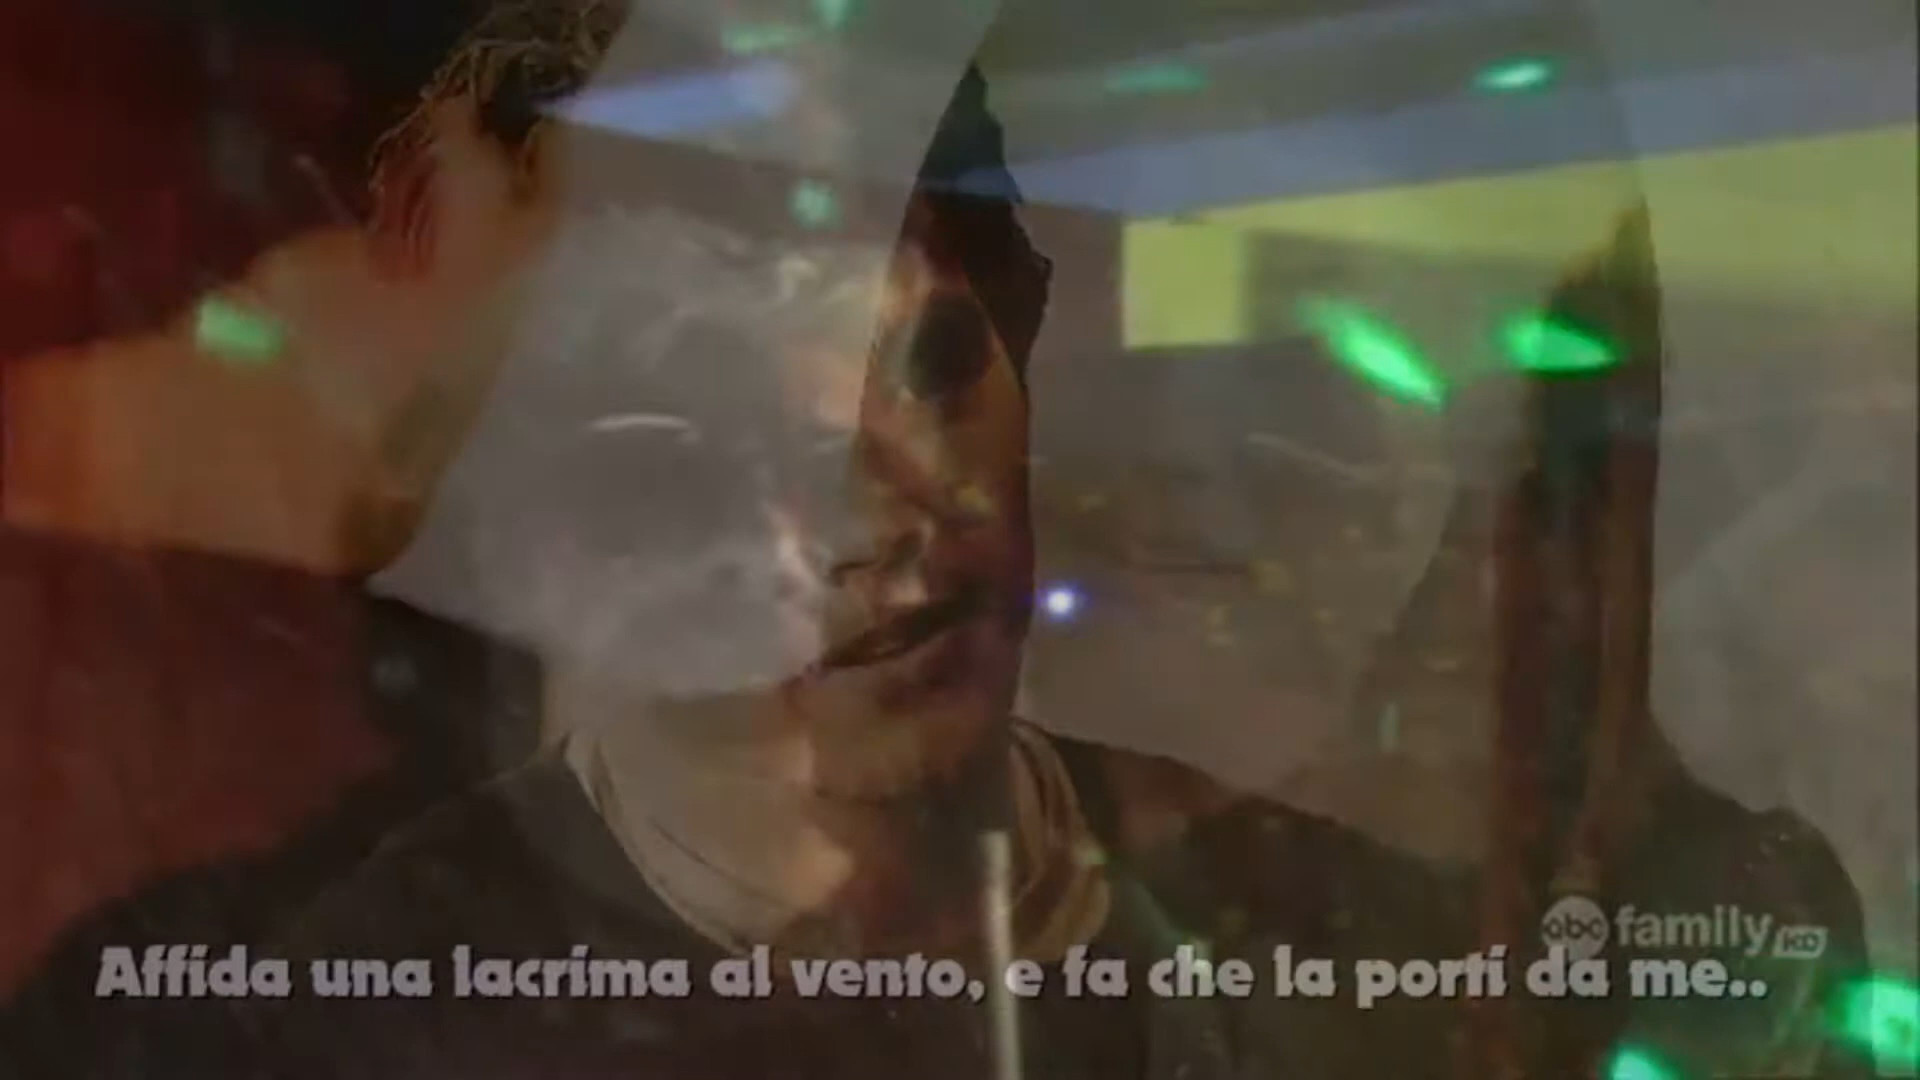 abc family HD
Affida una lacrima al vento, e fa che la porti da me..